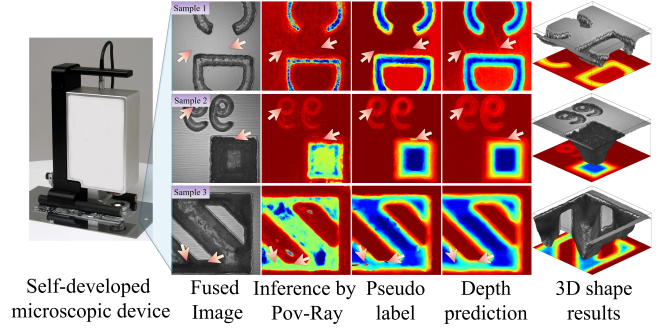 Sample 1
Sample 2
Sample 3
Self-developed
microscopic device
Fused
Image
Inference by
Pov-Ray
Pseudo
label
Depth
prediction
3D shape
results